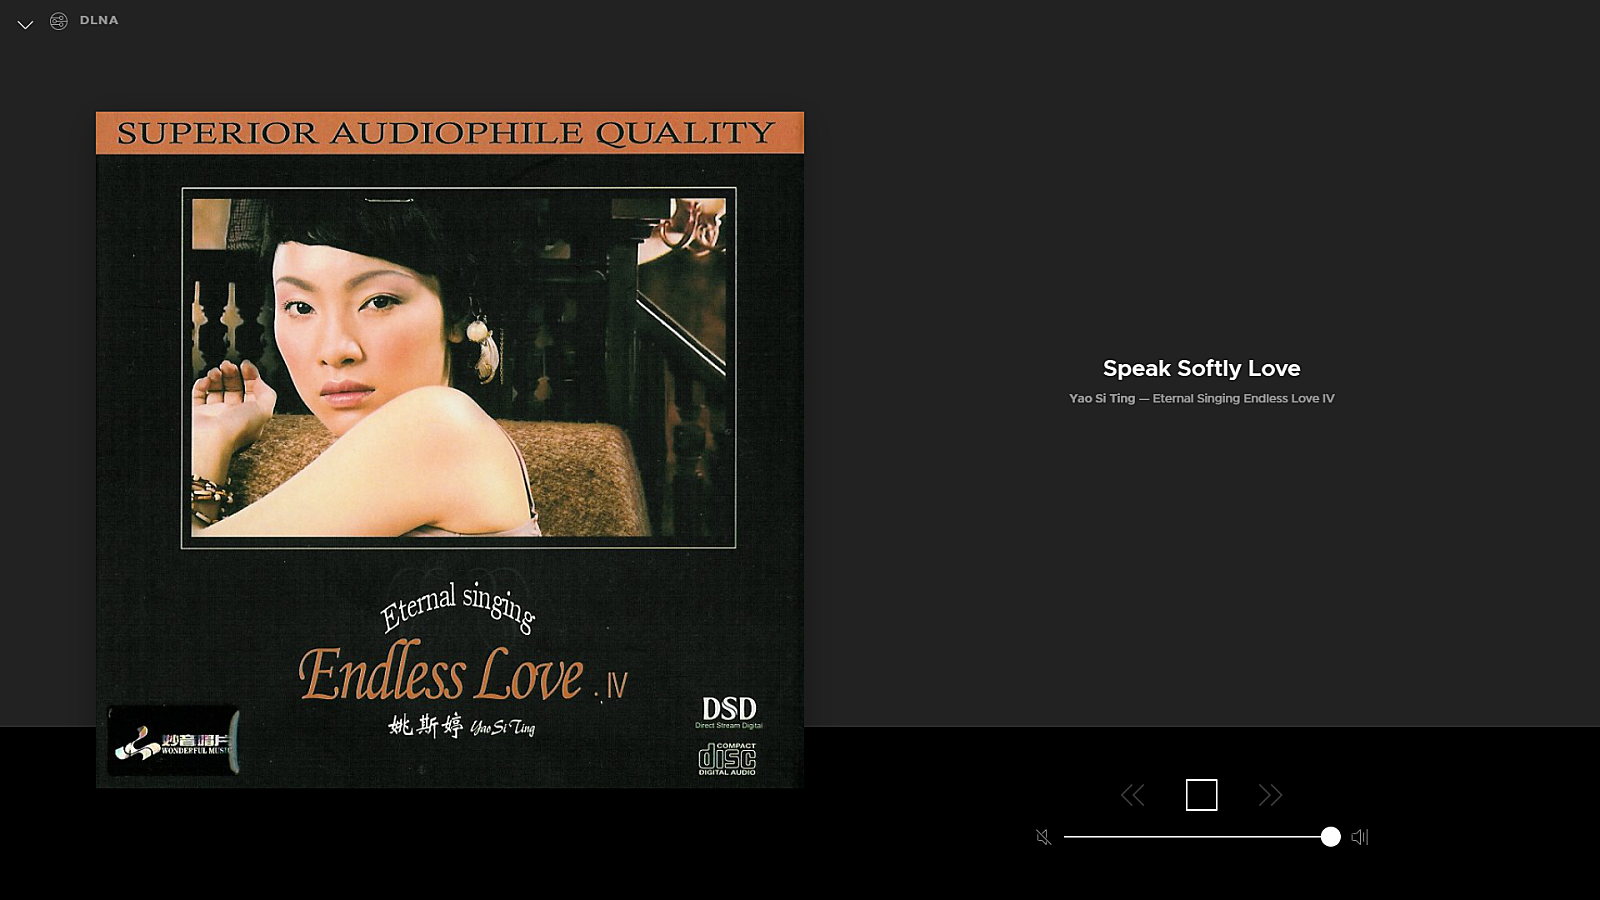 DLNA
SUPERIOR AUDIOPHILE QUALITY
Speak Softly Love
Yao Si Ting — Eternal Singing Endless Love IV
Eternal singing
Endless Love . IV
姚斯婷 Yao Si Ting
DSD
Direct Stream Digital
妙音唱片
WONDERFUL MUSIC
COMPACT
disc
DIGITAL AUDIO